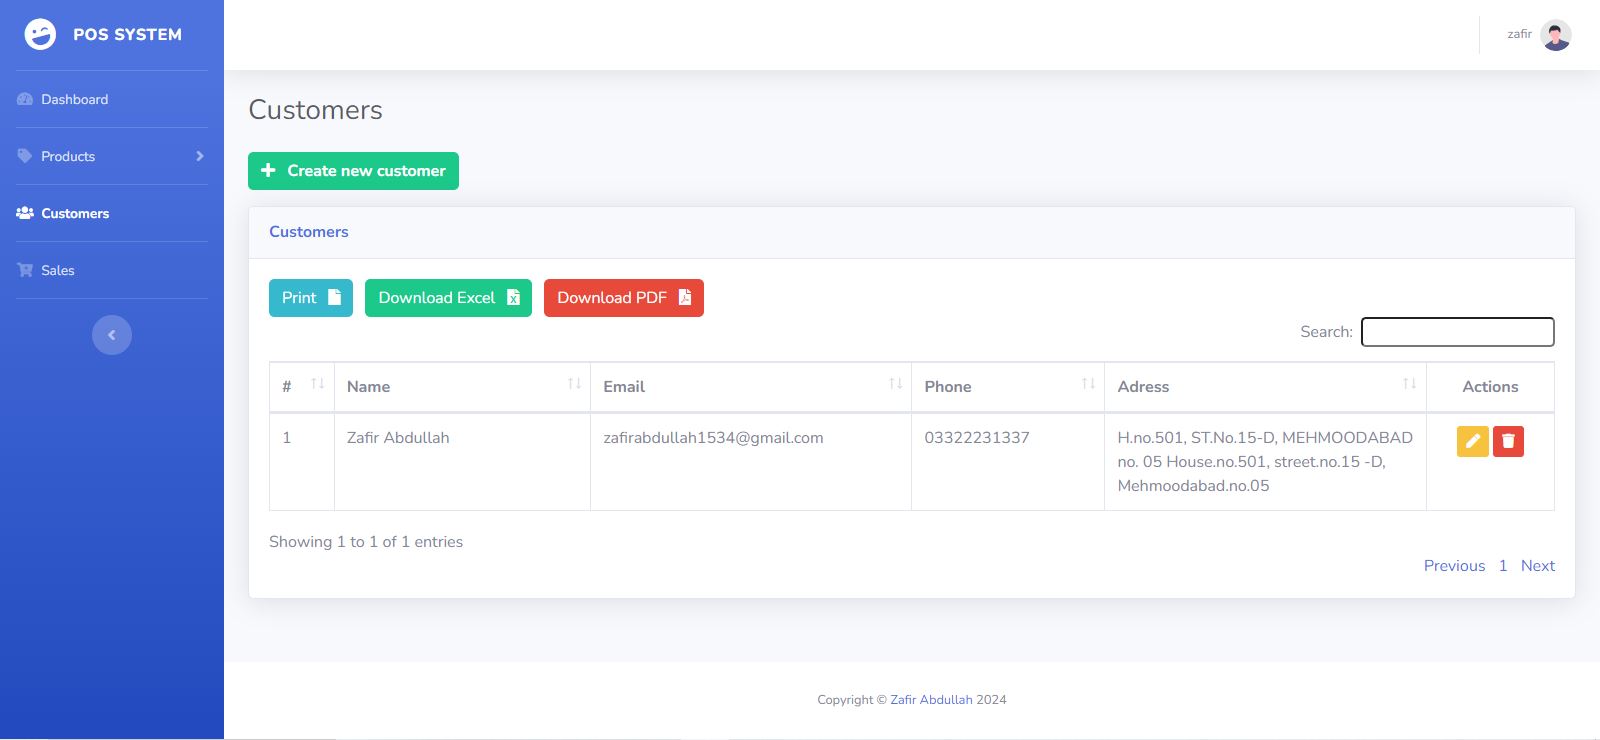 POS SYSTEM
zafir
Dashboard
Products
Customers
Sales
Customers
Create new customer
Customers
Print
Download Excel
Download PDF
Search:
# Name Email Phone Adress Actions
1 Zafir Abdullah zafirabdullah1534@gmail.com 03322231337 H.no.501, ST.No.15-D, MEHMOODABAD
no. 05 House.no.501, street.no.15 -D,
Mehmoodabad.no.05
Showing 1 to 1 of 1 entries
Previous 1 Next
Copyright © Zafir Abdullah 2024